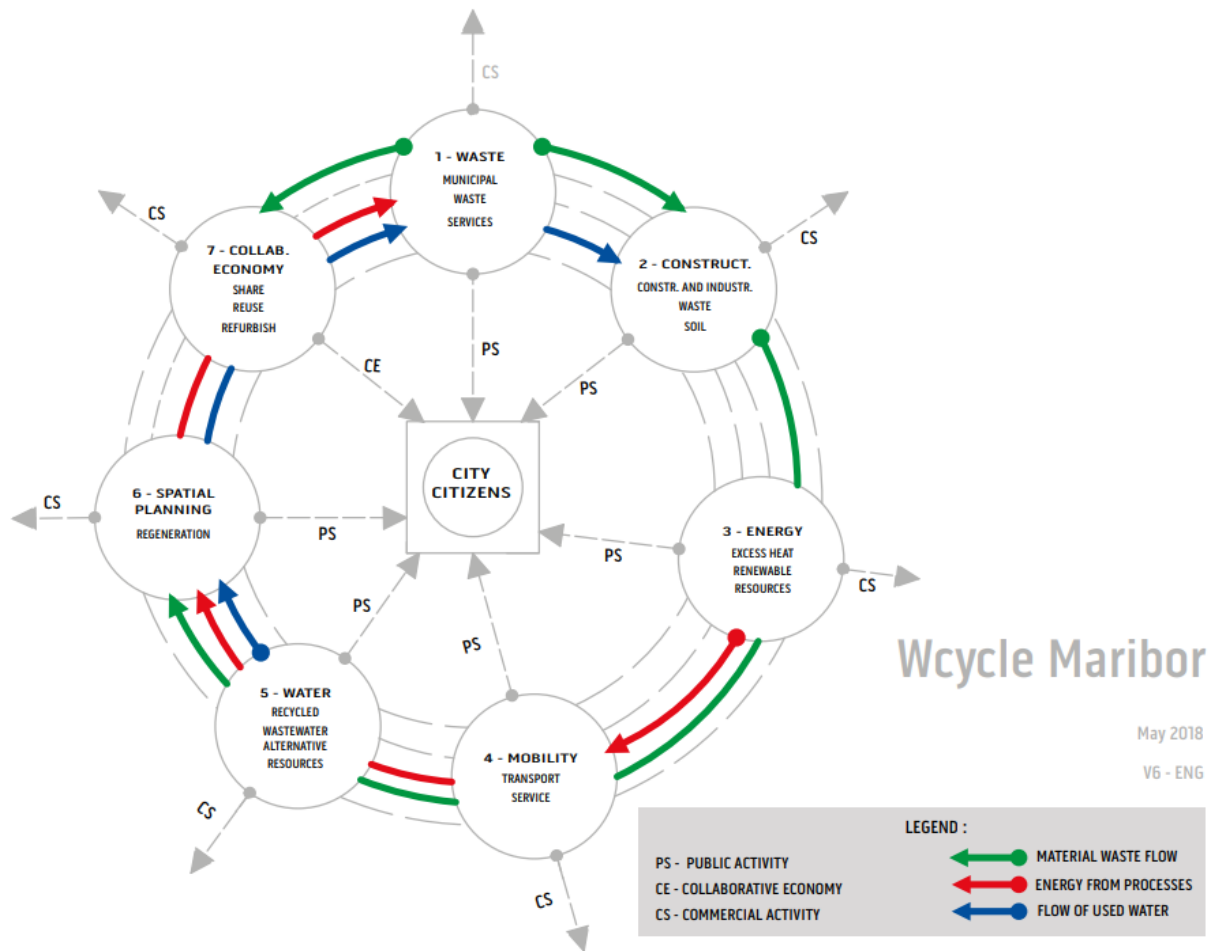 CS
1 - WASTE
MUNICIPAL
WASTE
SERVICES
CS
CS
7 - COLLAB.
ECONOMY
SHARE
REUSE
REFURBISH
2 - CONSTRUCT.
CONSTR. AND INDUSTR.
WASTE
SOIL
PS
CE
PS
CITY
CITIZENS
CS
6 - SPATIAL
PLANNING
REGENERATION
PS
PS
3 - ENERGY
EXCESS HEAT
RENEWABLE
RESOURCES
CS
PS
PS
5 - WATER
RECYCLED
WASTEWATER
ALTERNATIVE
RESOURCES
4 - MOBILITY
TRANSPORT
SERVICE
CS
CS
Wcycle Maribor
May 2018
V6 - ENG
LEGEND :
PS - PUBLIC ACTIVITY
CE - COLLABORATIVE ECONOMY
CS - COMMERCIAL ACTIVITY
MATERIAL WASTE FLOW
ENERGY FROM PROCESSES
FLOW OF USED WATER